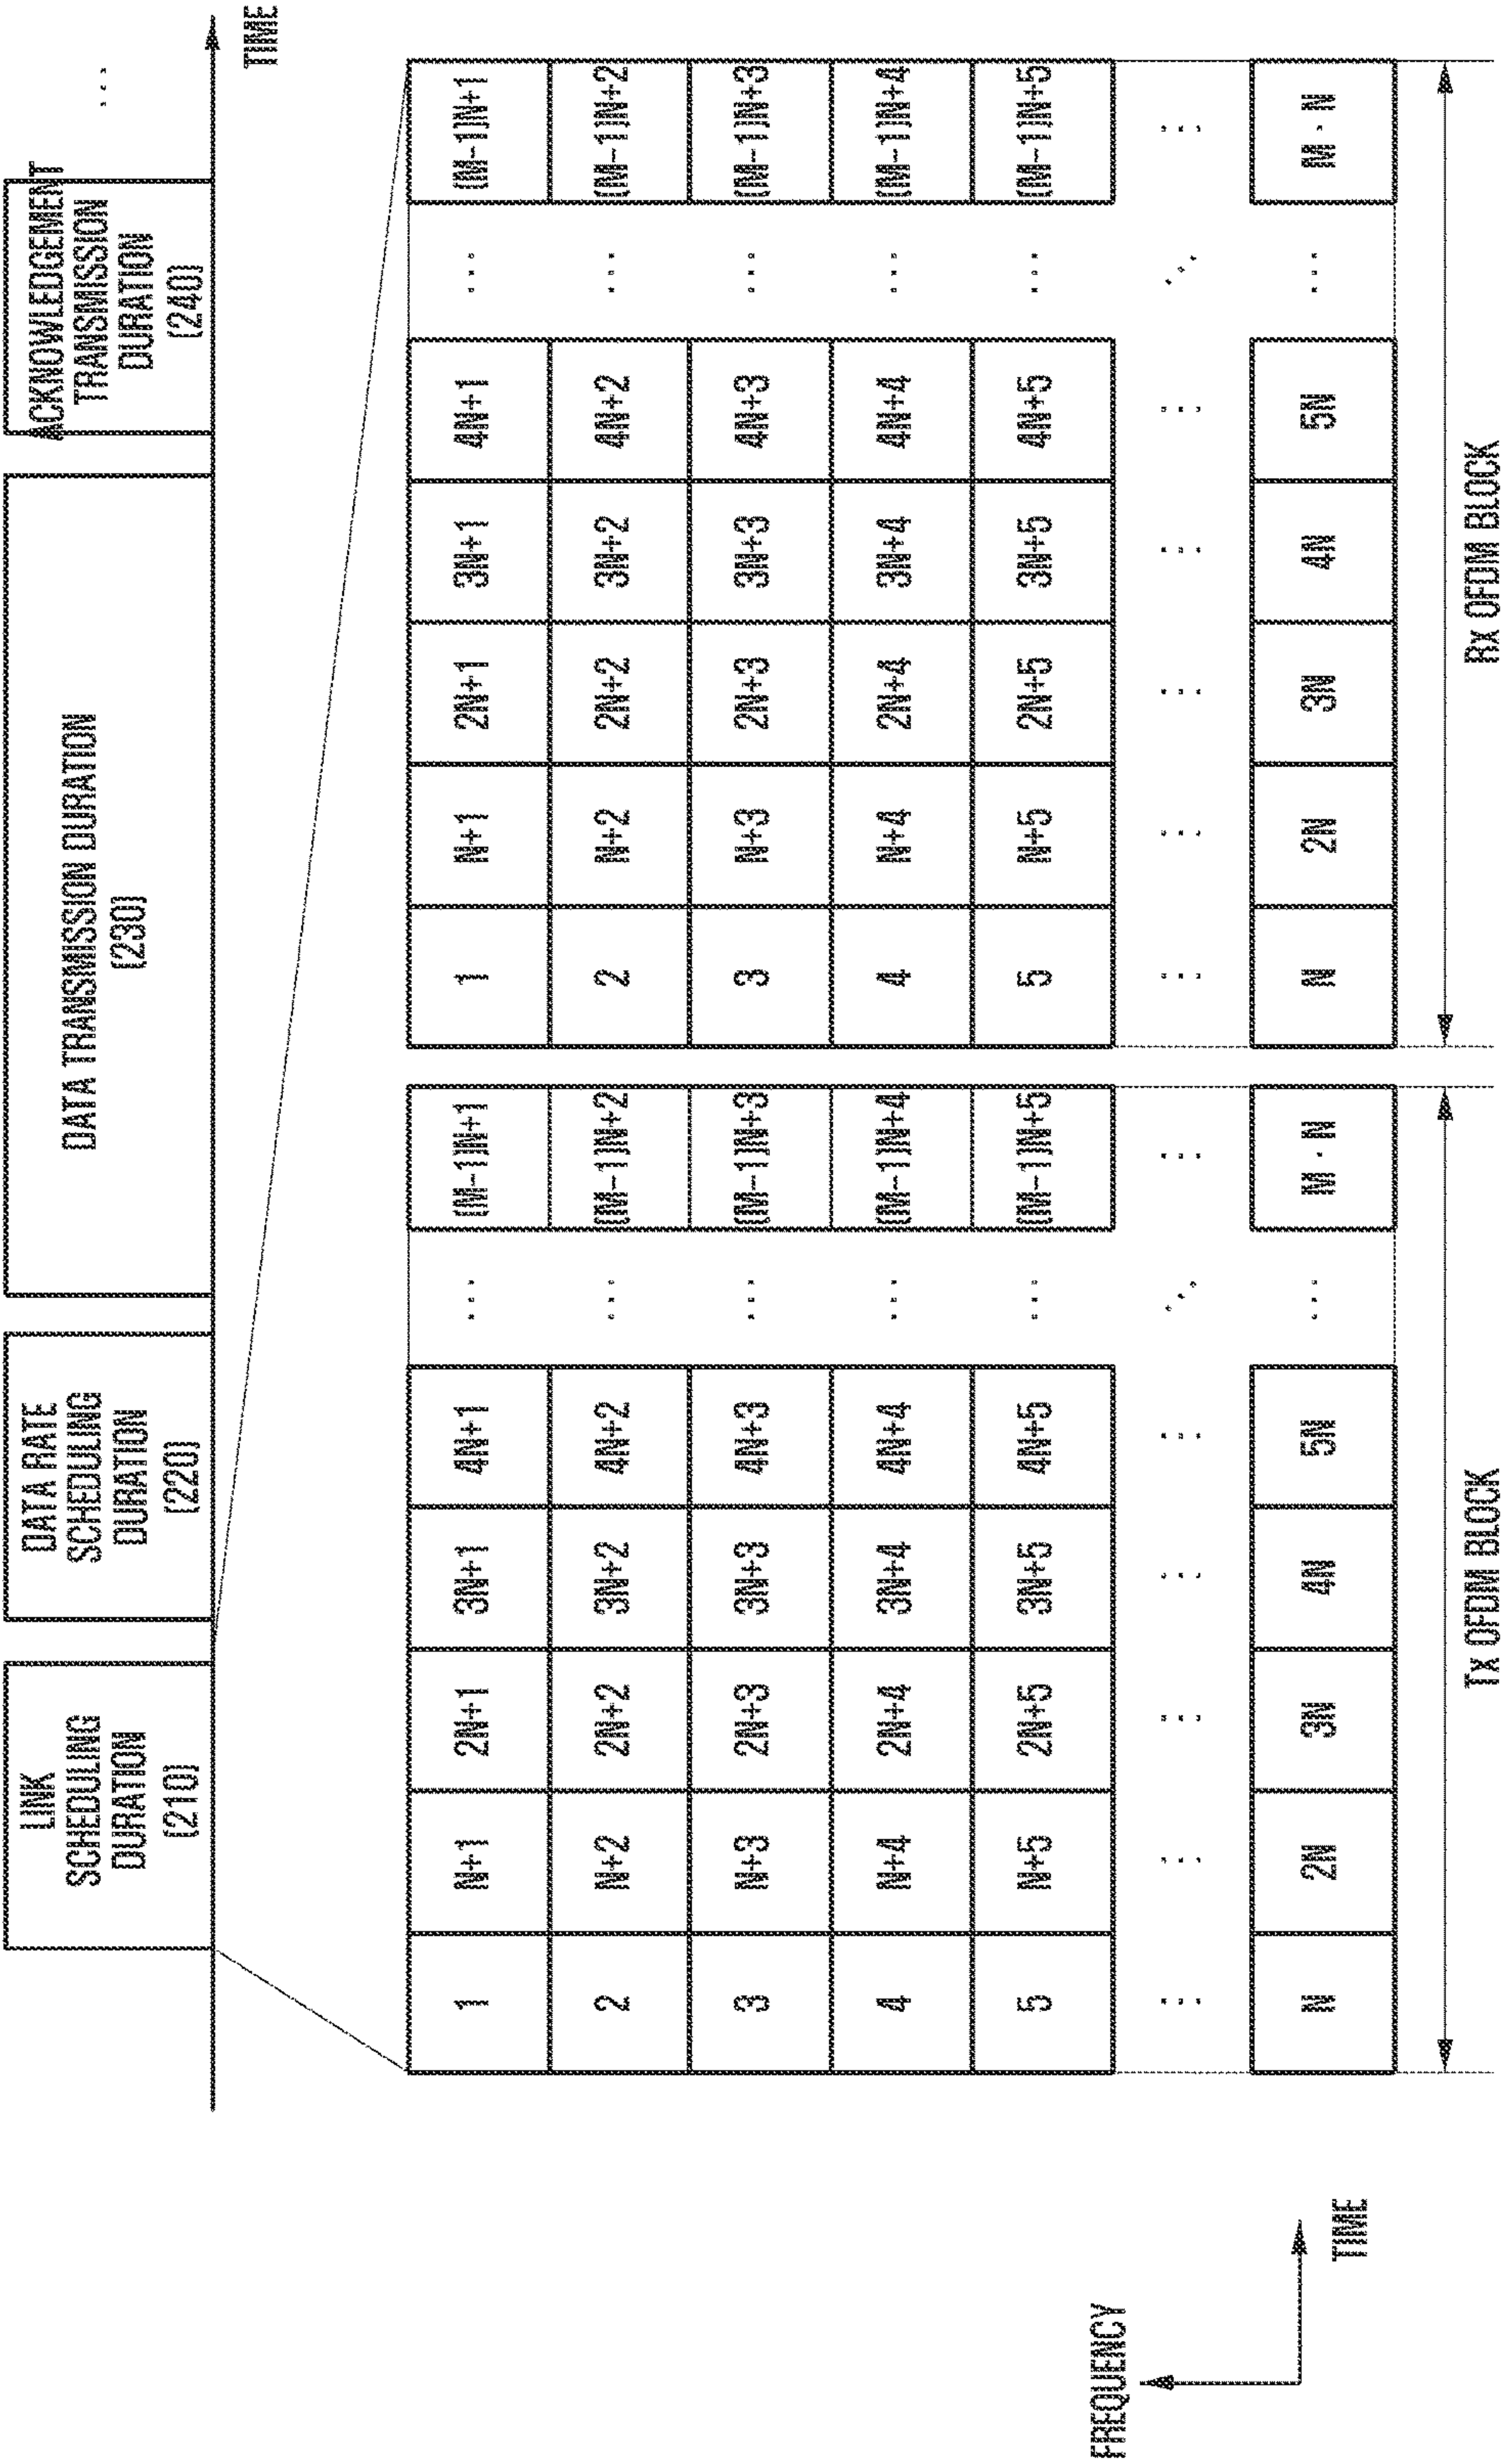 LINK
SCHEDULING
DURATION
(210)
DATA RATE
SCHEDULING
DURATION
(220)
DATA TRANSMISSION DURATION
(230)
ACKNOWLEDGEMENT
TRANSMISSION
DURATION
(240)
...
TIME
1 N+1 2N+1 3N+1 4N+1 ... (M-1)N+1
2 N+2 2N+2 3N+2 4N+2 ... (M-1)N+2
3 N+3 2N+3 3N+3 4N+3 ... (M-1)N+3
4 N+4 2N+4 3N+4 4N+4 ... (M-1)N+4
5 N+5 2N+5 3N+5 4N+5 ... (M-1)N+5
N 2N 3N 4N 5N ... M · N
Tx OFDM BLOCK
1 N+1 2N+1 3N+1 4N+1 ... (M-1)N+1
2 N+2 2N+2 3N+2 4N+2 ... (M-1)N+2
3 N+3 2N+3 3N+3 4N+3 ... (M-1)N+3
4 N+4 2N+4 3N+4 4N+4 ... (M-1)N+4
5 N+5 2N+5 3N+5 4N+5 ... (M-1)N+5
N 2N 3N 4N 5N ... M · N
Rx OFDM BLOCK
FREQUENCY
TIME